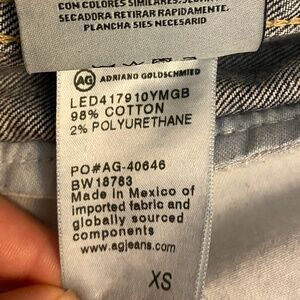 CON COLORES SIMILARES.
SECADORA RETIRAR RAPIDAMENTE.
PLANCHA SIES NECESARIO
AG ADRIANO GOLDSCHMIED
LED417910YMGB
98% COTTON
2% POLYURETHANE
PO#AG-40646
BW18783
Made in Mexico of
imported fabric and
globally sourced
components
www.agjeans.com
XS